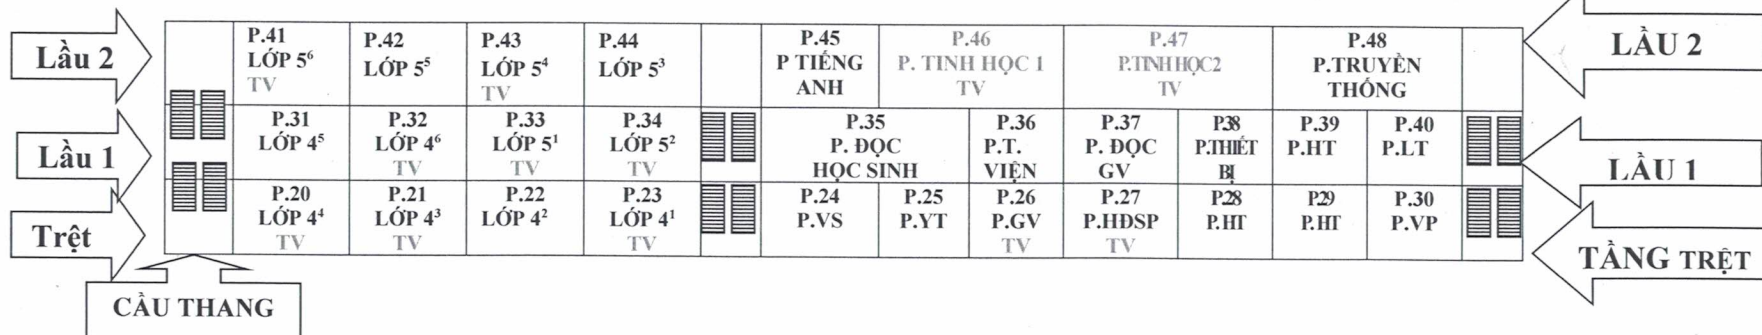 Lầu 2
P.41
LỚP 5⁶
TV
P.42
LỚP 5⁵
P.43
LỚP 5⁴
TV
P.44
LỚP 5³
P.45
P TIẾNG
ANH
P.46
P. TINH HỌC 1
TV
P.47
P.TINH HỌC2
TV
P.48
P.TRUYỀN
THỐNG
LẦU 2
Lầu 1
P.31
LỚP 4⁵
P.32
LỚP 4⁶
TV
P.33
LỚP 5¹
TV
P.34
LỚP 5²
TV
P.35
P. ĐỌC
HỌC SINH
P.36
P.T.
VIỆN
P.37
P. ĐỌC
GV
P.38
P.THIẾT
BỊ
P.39
P.HT
P.40
P.LT
LẦU 1
Trệt
P.20
LỚP 4⁴
TV
P.21
LỚP 4³
TV
P.22
LỚP 4²
P.23
LỚP 4¹
TV
P.24
P.VS
P.25
P.YT
P.26
P.GV
TV
P.27
P.HĐSP
TV
P.28
P.HT
P.29
P.HT
P.30
P.VP
TẦNG TRỆT
CẦU THANG